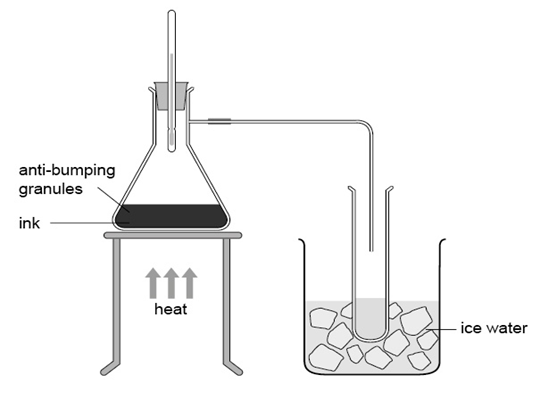 anti-bumping
granules
ink
heat
ice water